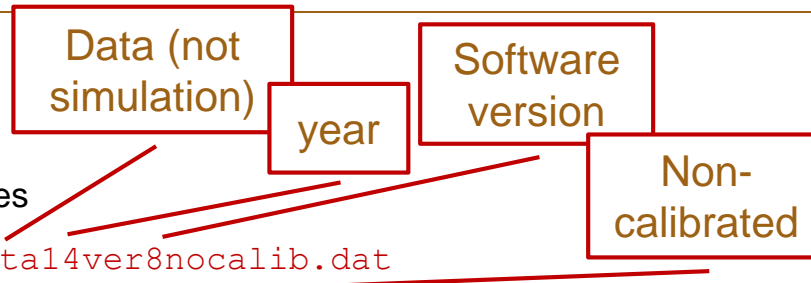 Data (not
simulation)
year
Software
version
Non-
calibrated
es
ta14ver8nocalib.dat